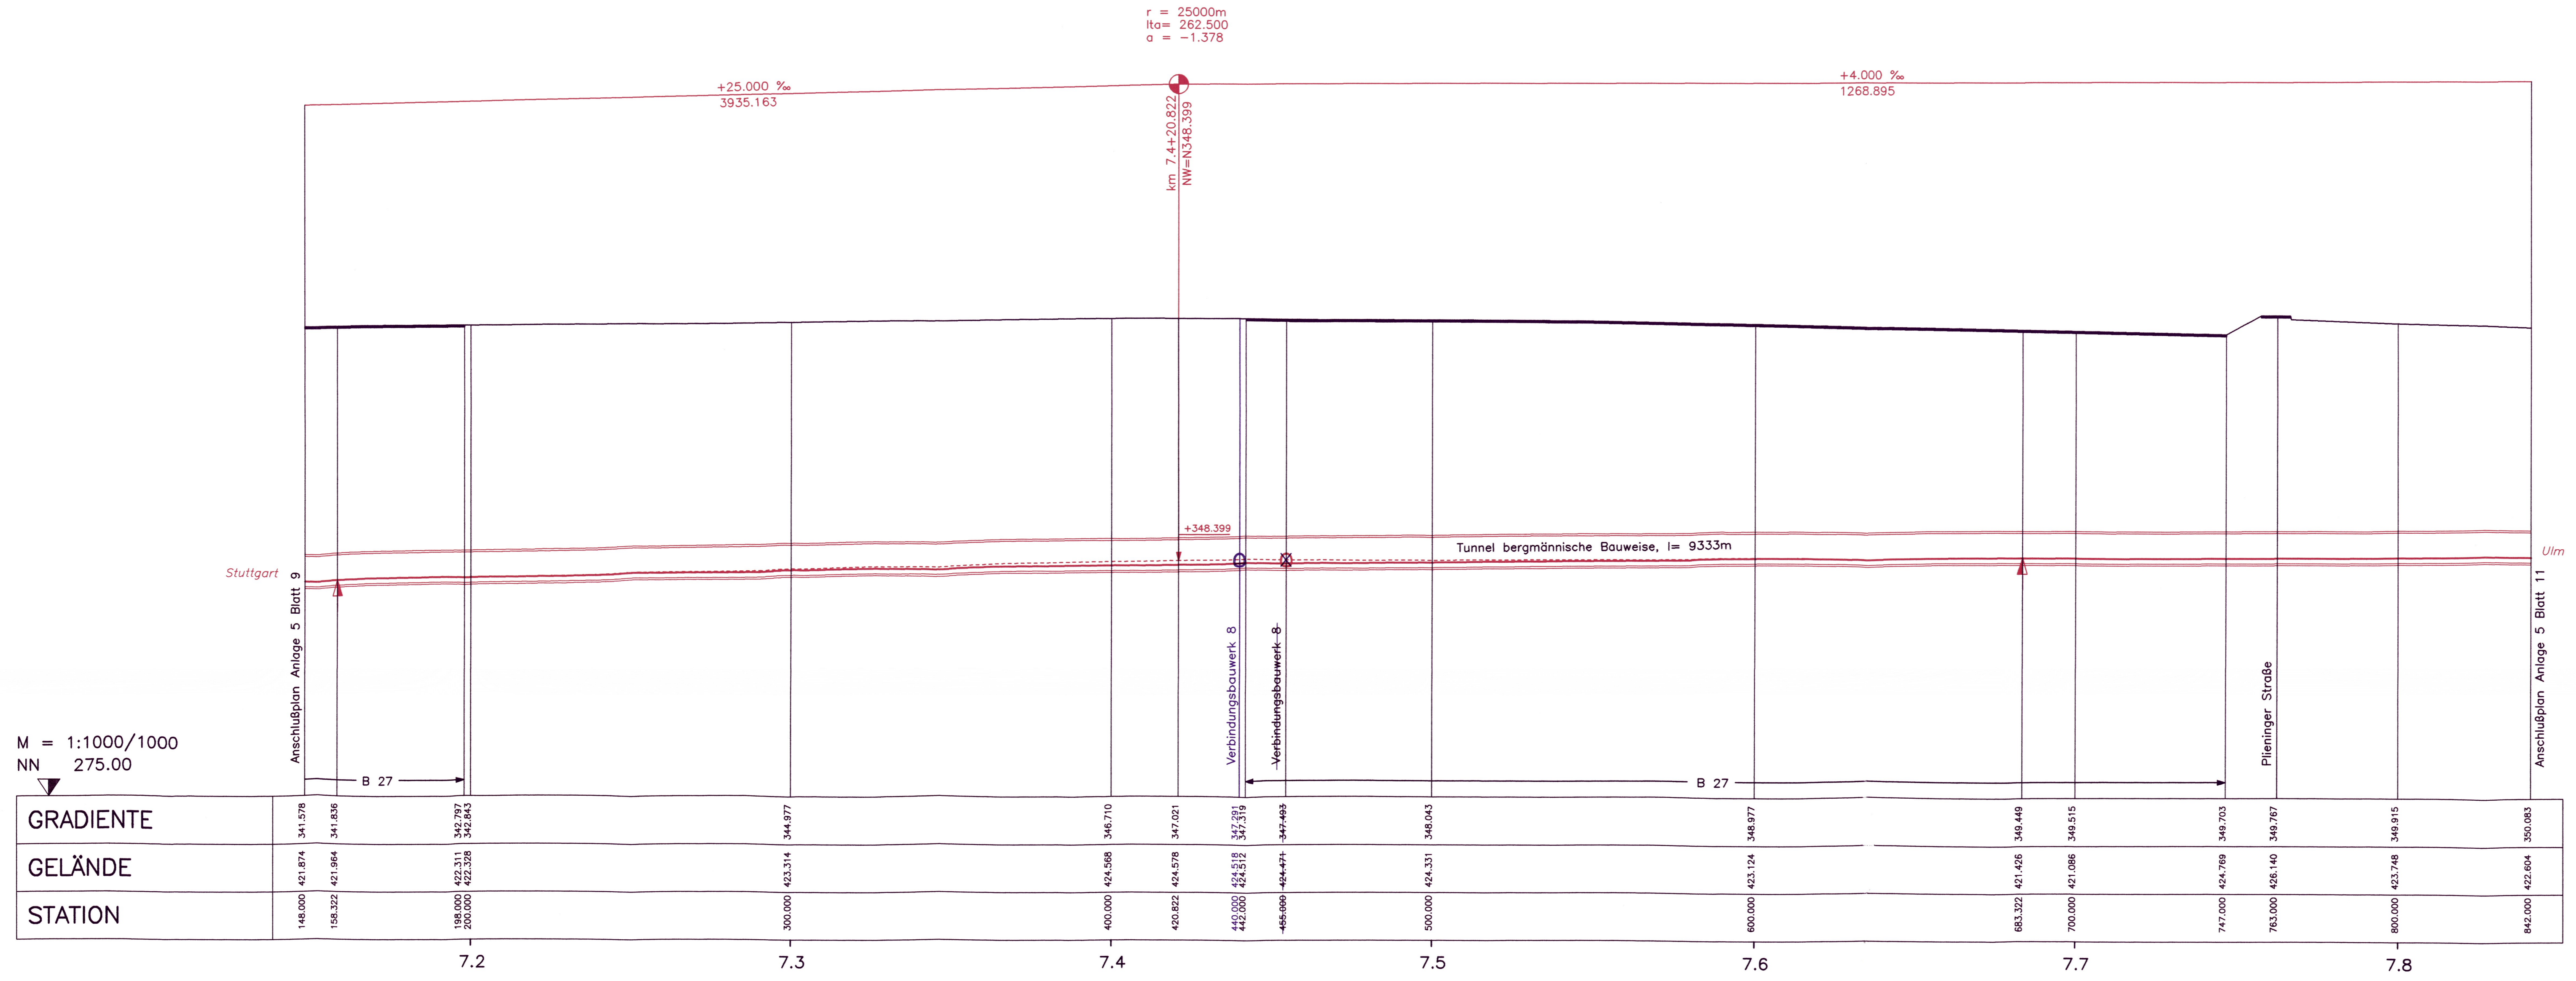 r = 25000m
lta= 262.500
a = -1.378
+25.000 ‰
3935.163
+4.000 ‰
1268.895
km 7.4+20.822
NW=N348.399
+348.399
Tunnel bergmännische Bauweise, l= 9333m
Stuttgart
Ulm
Anschlußplan Anlage 5 Blatt 9
Verbindungsbauwerk 8
Verbindungsbauwerk 8
Plieninger Straße
Anschlußplan Anlage 5 Blatt 11
M = 1:1000/1000
NN 275.00
B 27
B 27
GRADIENTE 341.578 341.836 342.797 342.843 344.977 346.710 347.021 347.291 347.319 347.493 348.043 348.977 349.449 349.515 349.703 349.767 349.915 350.083
GELÄNDE 421.874 421.964 422.311 422.328 423.314 424.568 424.578 424.518 424.512 424.471 424.331 423.124 421.426 421.086 424.769 426.140 423.748 422.604
STATION 148.000 158.322 198.000 200.000 300.000 400.000 420.822 440.000 442.000 455.000 500.000 600.000 683.322 700.000 747.000 763.000 800.000 842.000
7.2 7.3 7.4 7.5 7.6 7.7 7.8